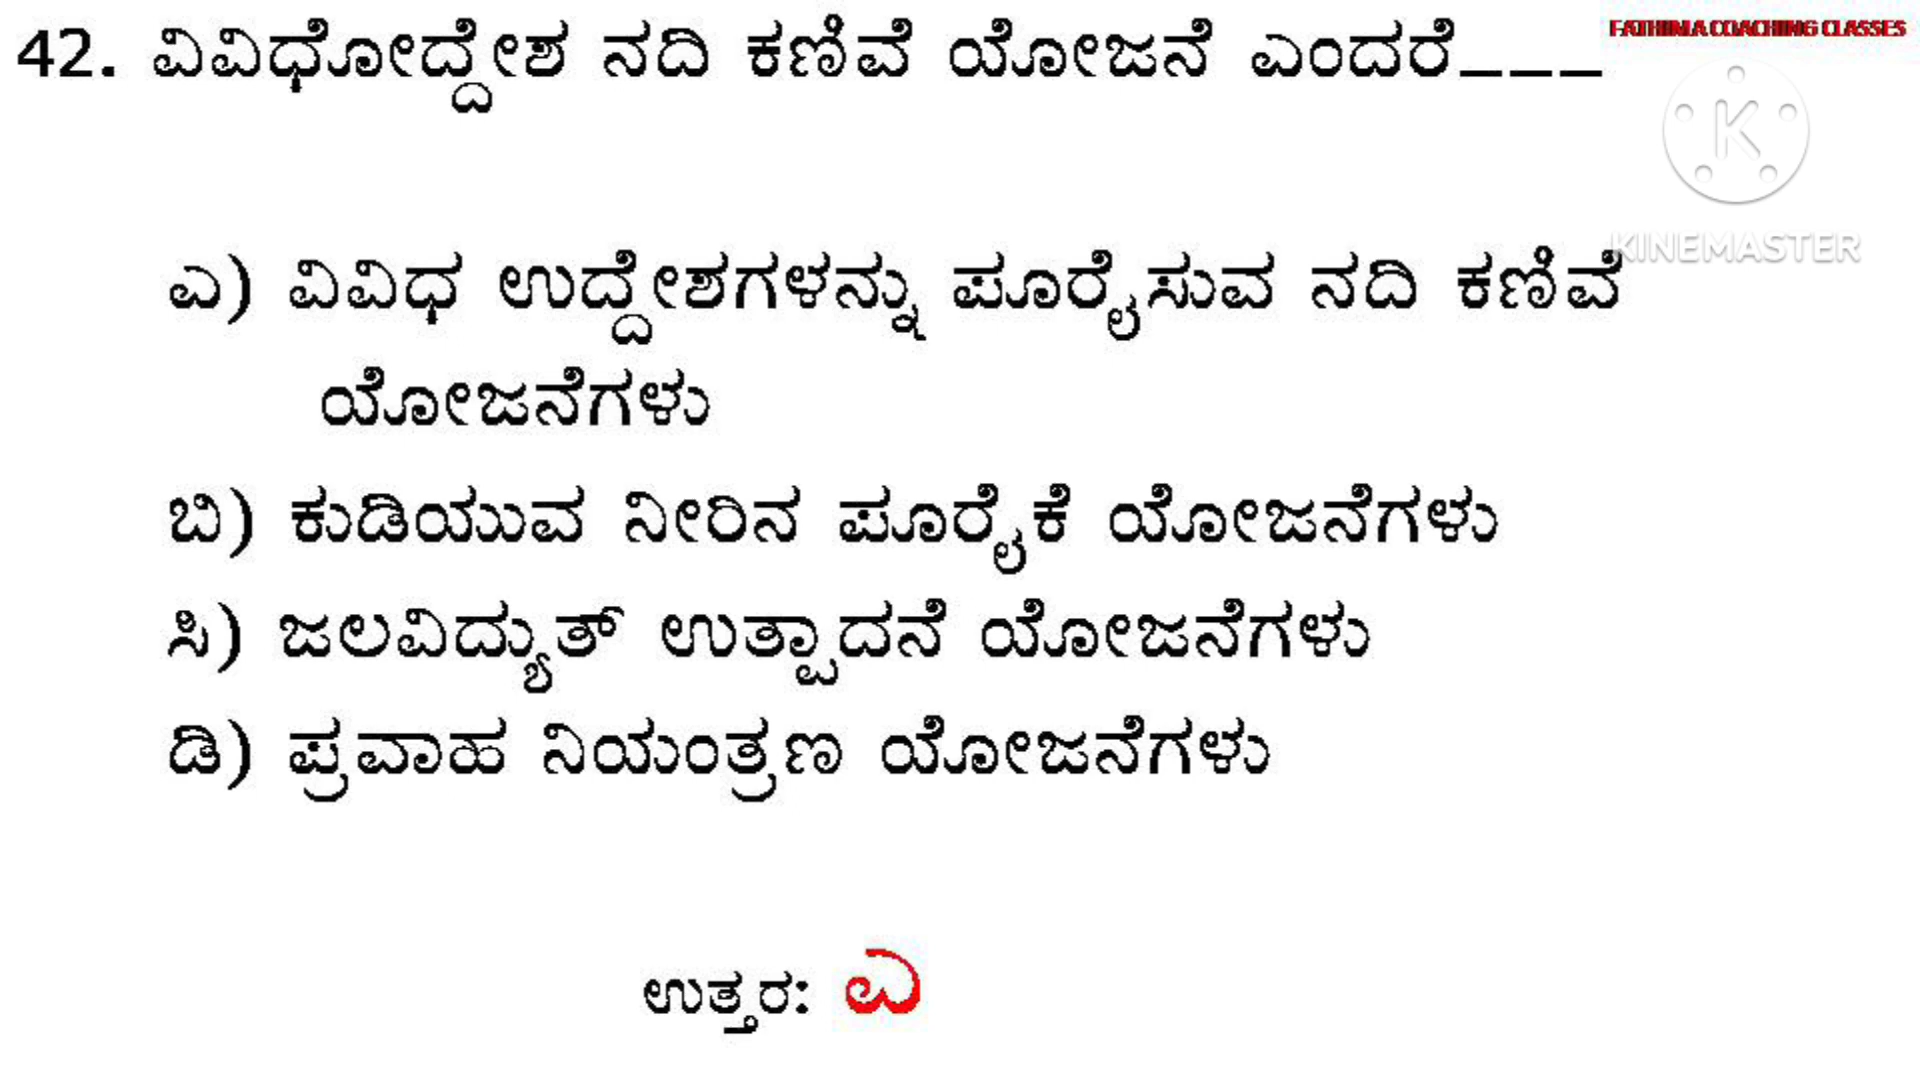 FATHIMA COACHING CLASSES
42. ವಿವಿಧೋದ್ದೇಶ ನದಿ ಕಣಿವೆ ಯೋಜನೆ ಎಂದರೆ___
KINEMASTER
ಎ) ವಿವಿಧ ಉದ್ದೇಶಗಳನ್ನು ಪೂರೈಸುವ ನದಿ ಕಣಿವೆ
ಯೋಜನೆಗಳು
ಬಿ) ಕುಡಿಯುವ ನೀರಿನ ಪೂರೈಕೆ ಯೋಜನೆಗಳು
ಸಿ) ಜಲವಿದ್ಯುತ್ ಉತ್ಪಾದನೆ ಯೋಜನೆಗಳು
ಡಿ) ಪ್ರವಾಹ ನಿಯಂತ್ರಣ ಯೋಜನೆಗಳು
ಉತ್ತರ: ಎ